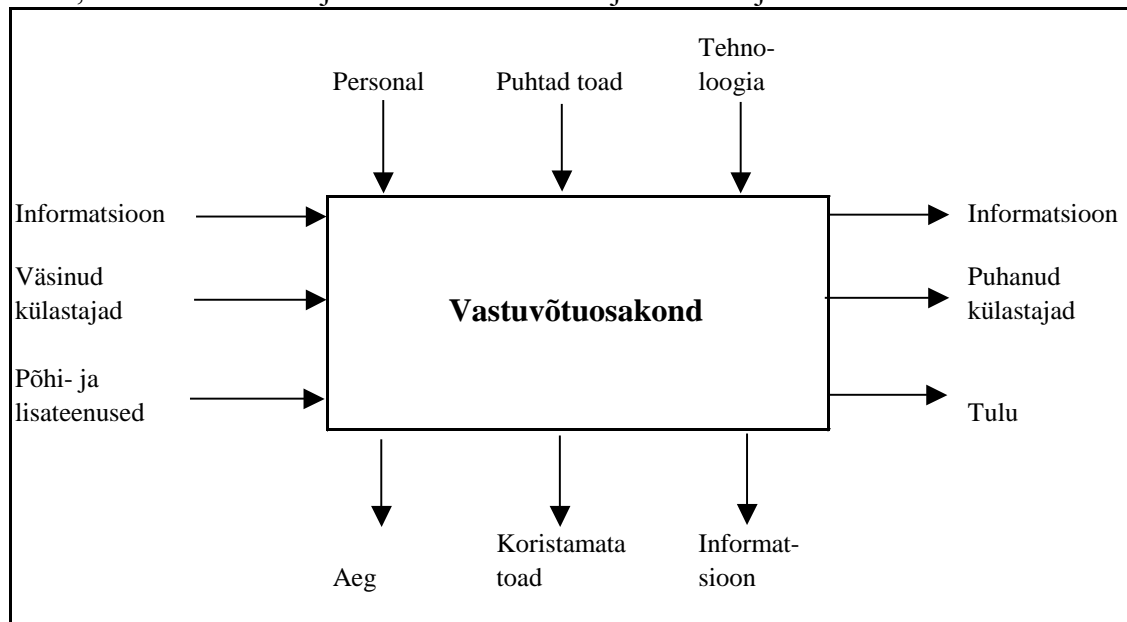 Tehno-
Personal
Puhtad toad
loogia
Informatsioon
Informatsioon
Väsinud
külastajad
Vastuvõtuosakond
Puhanud
külastajad
Põhi- ja
lisateenused
Tulu
Aeg
Koristamata
toad
Informat-
sioon